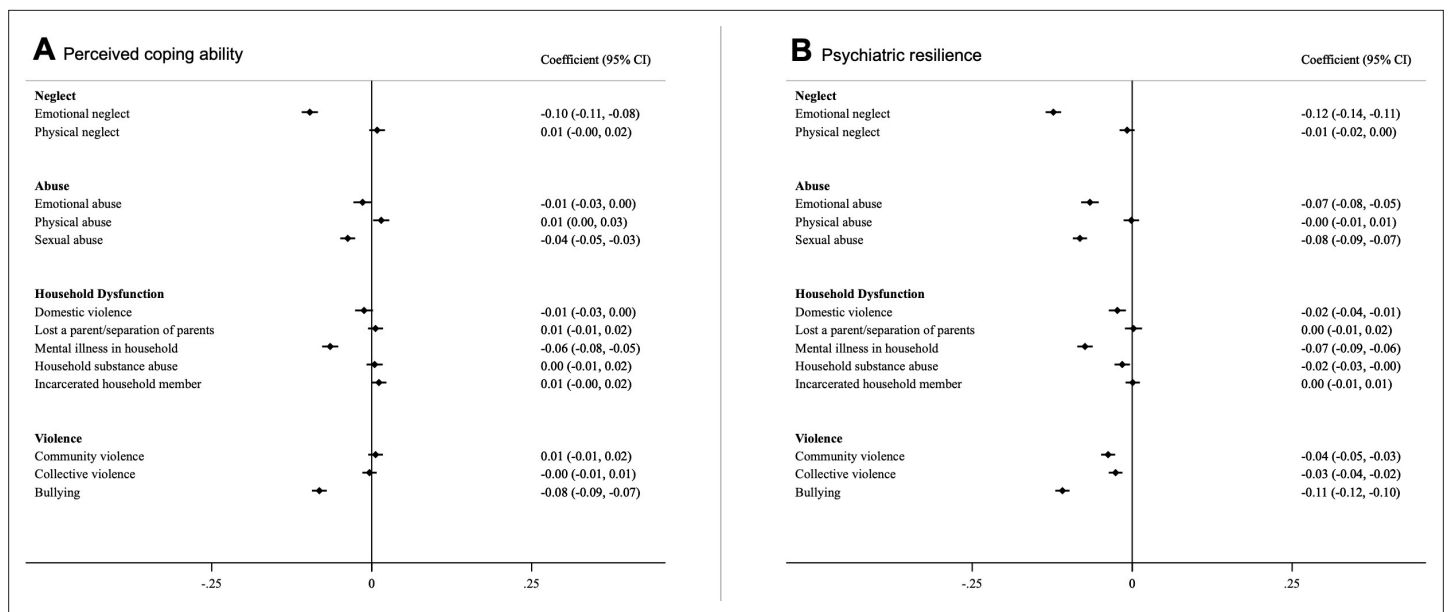 A Perceived coping ability
Coefficient (95% CI)
Neglect
Emotional neglect -0.10 (-0.11, -0.08)
Physical neglect 0.01 (-0.00, 0.02)
Abuse
Emotional abuse -0.01 (-0.03, 0.00)
Physical abuse 0.01 (0.00, 0.03)
Sexual abuse -0.04 (-0.05, -0.03)
Household Dysfunction
Domestic violence -0.01 (-0.03, 0.00)
Lost a parent/separation of parents 0.01 (-0.01, 0.02)
Mental illness in household -0.06 (-0.08, -0.05)
Household substance abuse 0.00 (-0.01, 0.02)
Incarcerated household member 0.01 (-0.00, 0.02)
Violence
Community violence 0.01 (-0.01, 0.02)
Collective violence -0.00 (-0.01, 0.01)
Bullying -0.08 (-0.09, -0.07)
-.25 0 .25
B Psychiatric resilience
Coefficient (95% CI)
Neglect
Emotional neglect -0.12 (-0.14, -0.11)
Physical neglect -0.01 (-0.02, 0.00)
Abuse
Emotional abuse -0.07 (-0.08, -0.05)
Physical abuse -0.00 (-0.01, 0.01)
Sexual abuse -0.08 (-0.09, -0.07)
Household Dysfunction
Domestic violence -0.02 (-0.04, -0.01)
Lost a parent/separation of parents 0.00 (-0.01, 0.02)
Mental illness in household -0.07 (-0.09, -0.06)
Household substance abuse -0.02 (-0.03, -0.00)
Incarcerated household member 0.00 (-0.01, 0.01)
Violence
Community violence -0.04 (-0.05, -0.03)
Collective violence -0.03 (-0.04, -0.02)
Bullying -0.11 (-0.12, -0.10)
-.25 0 .25